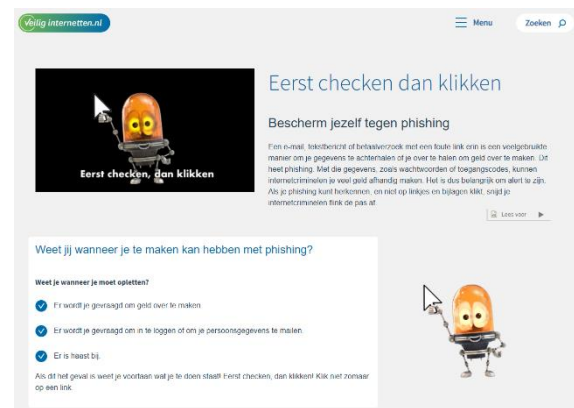 veilig internetten.nl
Menu
Zoeken
Eerst checken dan klikken
Bescherm jezelf tegen phishing
Een e-mail, tekstbericht of betaalverzoek met een foute link erin is een veelgebruikte
manier om je gegevens te achterhalen of je over te halen om geld over te maken. Dit
heet phishing. Met die gegevens, zoals wachtwoorden of toegangscodes, kunnen
internetcriminelen je veel geld afhandig maken. Het is dus belangrijk om alert te zijn.
Als je phishing kunt herkennen, en niet op linkjes en bijlagen klikt, snijd je
internetcriminelen flink de pas af.
Eerst checken, dan klikken
Lees voor
Weet jij wanneer je te maken kan hebben met phishing?
Weet je wanneer je moet opletten?
Er wordt je gevraagd om geld over te maken.
Er wordt je gevraagd om in te loggen of om je persoonsgegevens te mailen.
Er is haast bij.
Als dit het geval is weet je voortaan wat je te doen staat! Eerst checken, dan klikken! Klik niet zomaar
op een link.